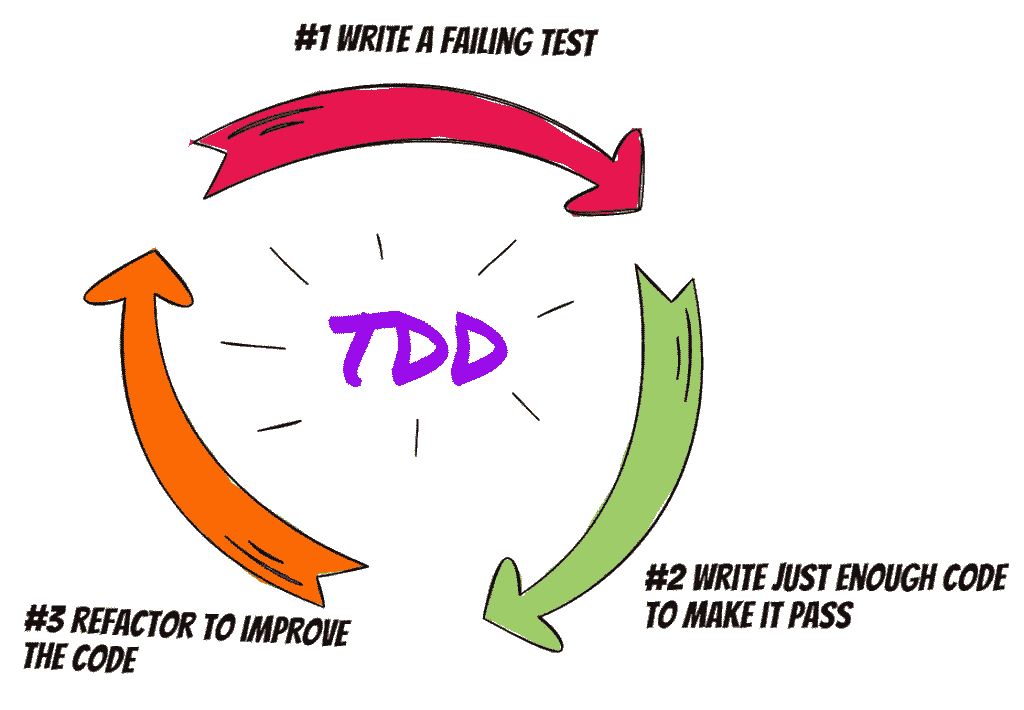 #1 WRITE A FAILING TEST
TDD
#2 WRITE JUST ENOUGH CODE
TO MAKE IT PASS
#3 REFACTOR TO IMPROVE
THE CODE